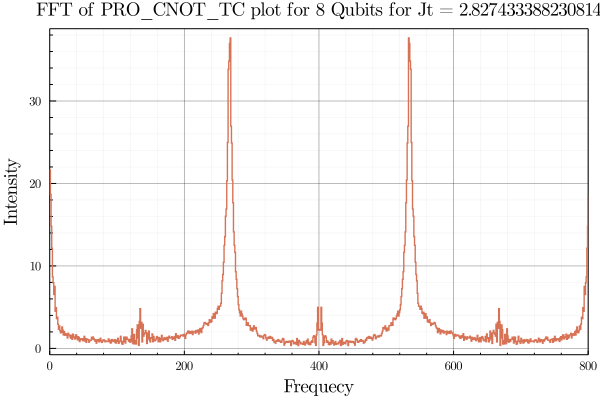 FFT of PRO_CNOT_TC plot for 8 Qubits for Jt = 2.827433388230814
Intensity
30
20
10
0
0 200 400 600 800
Frequecy